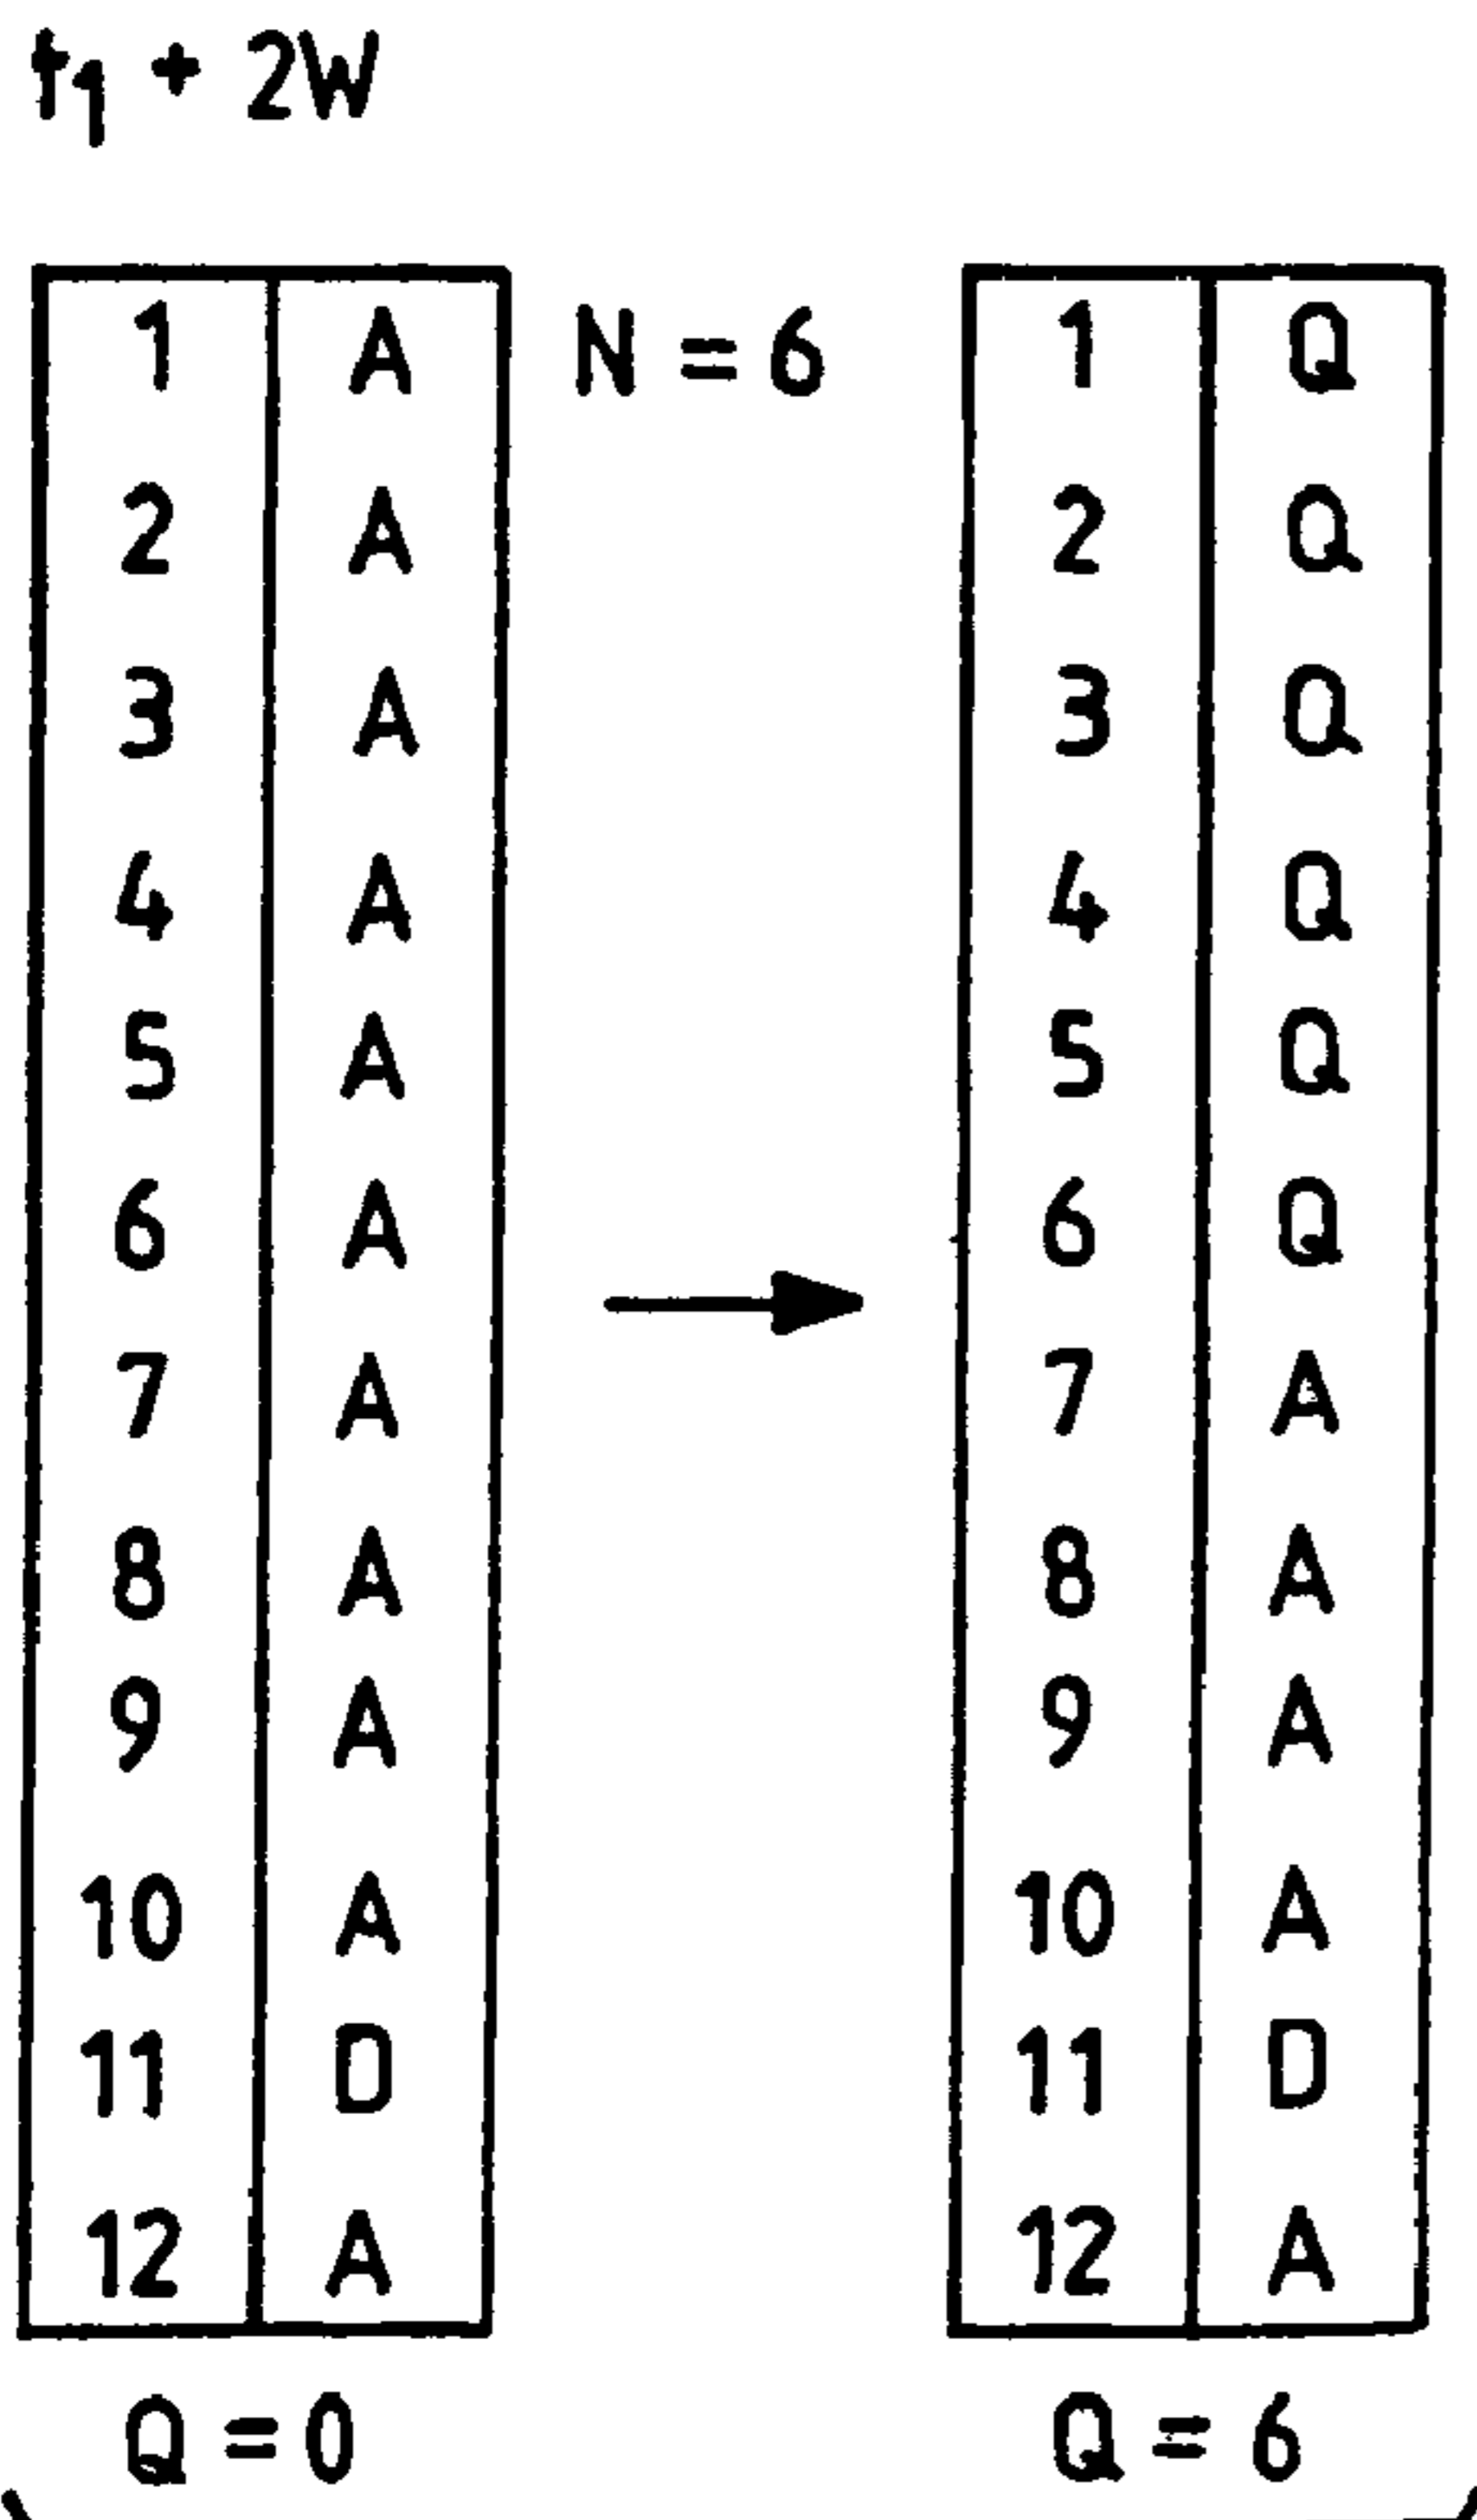 t1 + 2W
1 A N = 6 1 Q
2 A 2 Q
3 A 3 Q
4 A 4 Q
5 A 5 Q
6 A 6 Q
7 A 7 A
8 A 8 A
9 A 9 A
10 A 10 A
11 D 11 D
12 A 12 A
Q = 0 Q = 6